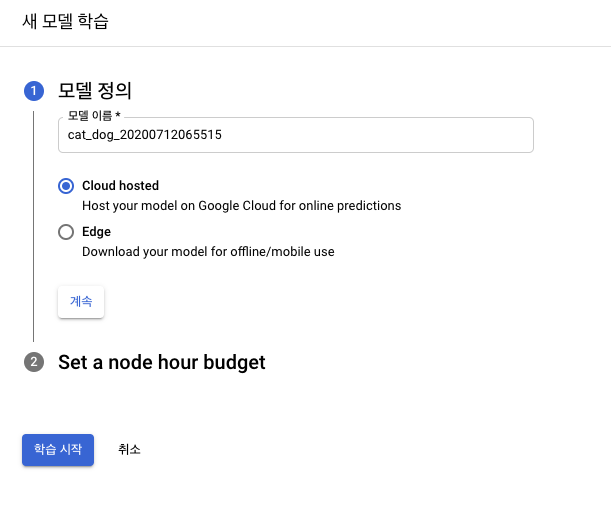 새 모델 학습
1 모델 정의
모델 이름 *
cat_dog_20200712065515
Cloud hosted
Host your model on Google Cloud for online predictions
Edge
Download your model for offline/mobile use
계속
2 Set a node hour budget
학습 시작 취소